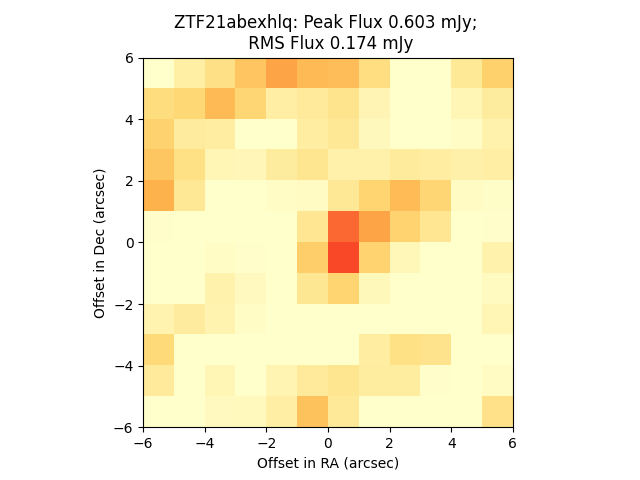 ZTF21abexhlq: Peak Flux 0.603 mJy;
RMS Flux 0.174 mJy
6
4
2
0
−2
−4
−6
Offset in Dec (arcsec)
−6 −4 −2 0 2 4 6
Offset in RA (arcsec)